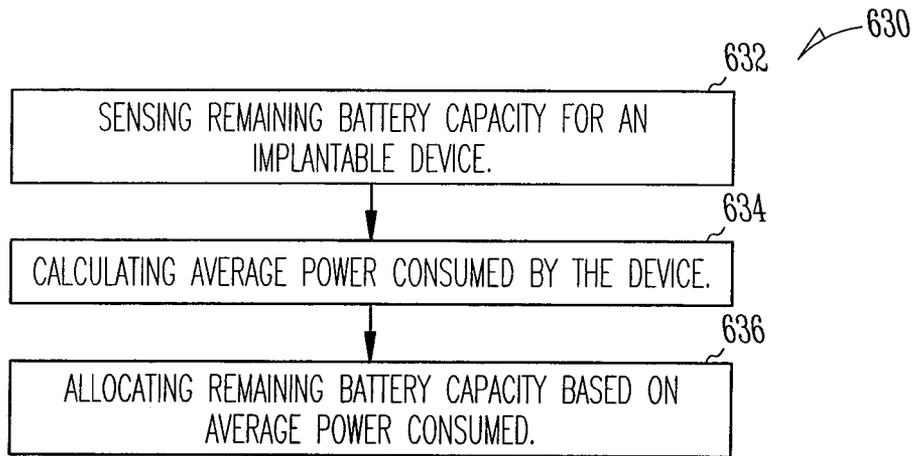 630
632
SENSING REMAINING BATTERY CAPACITY FOR AN
IMPLANTABLE DEVICE.
634
CALCULATING AVERAGE POWER CONSUMED BY THE DEVICE.
636
ALLOCATING REMAINING BATTERY CAPACITY BASED ON
AVERAGE POWER CONSUMED.